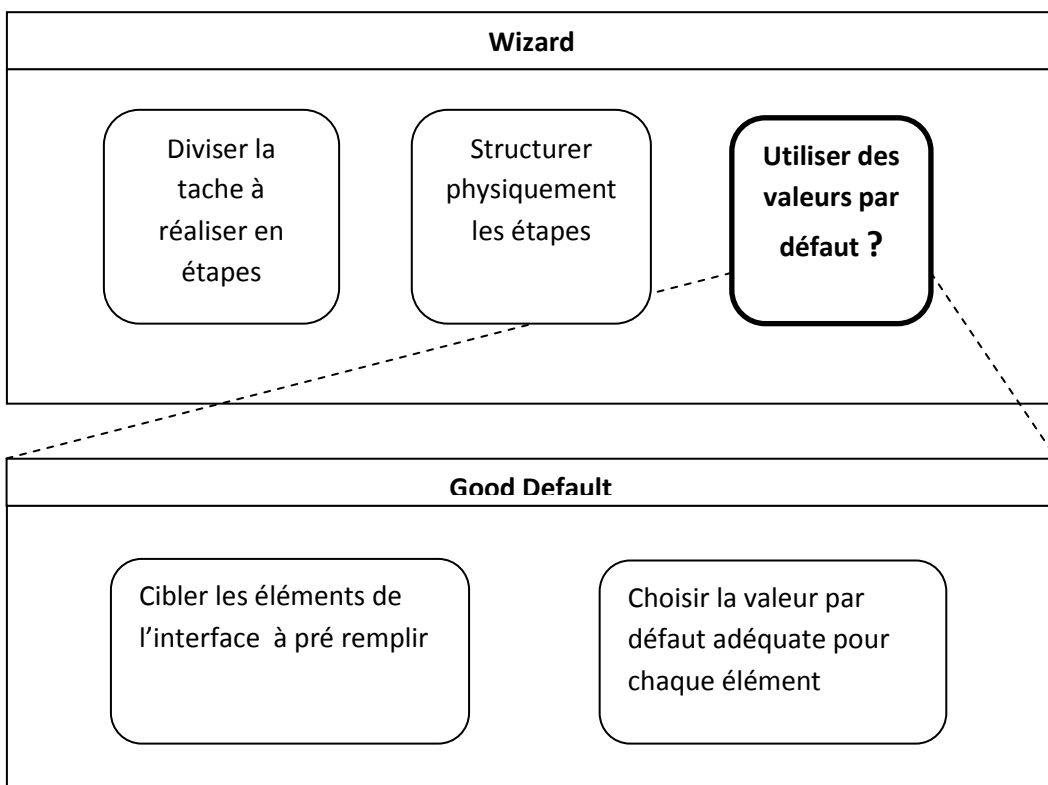 Wizard
Diviser la
tache à
réaliser en
étapes
Structurer
physiquement
les étapes
Utiliser des
valeurs par
défaut ?
Good Default
Cibler les éléments de
l’interface à pré remplir
Choisir la valeur par
défaut adéquate pour
chaque élément